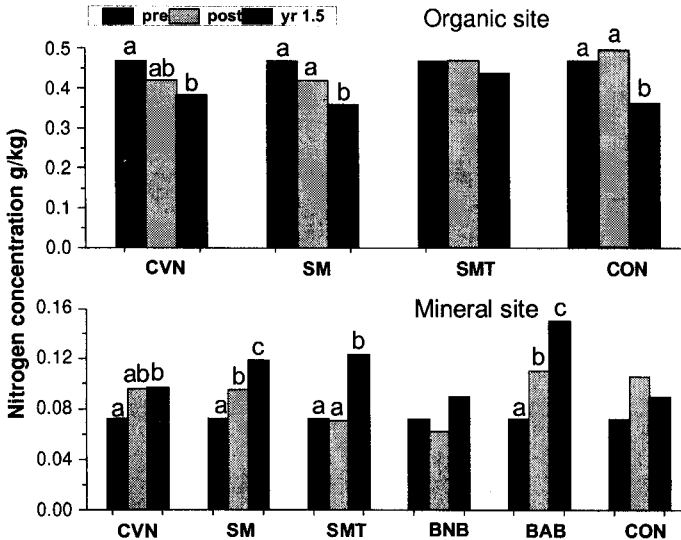 pre post yr 1.5
Organic site
Nitrogen concentration g/kg)
0.5
0.4
0.3
0.2
0.1
0.0
a ab b
a a b
a a b
CVN SM SMT CON
Mineral site
0.16
0.12
0.08
0.04
0.00
a ab b
a b c
a a b
a b c
CVN SM SMT BNB BAB CON